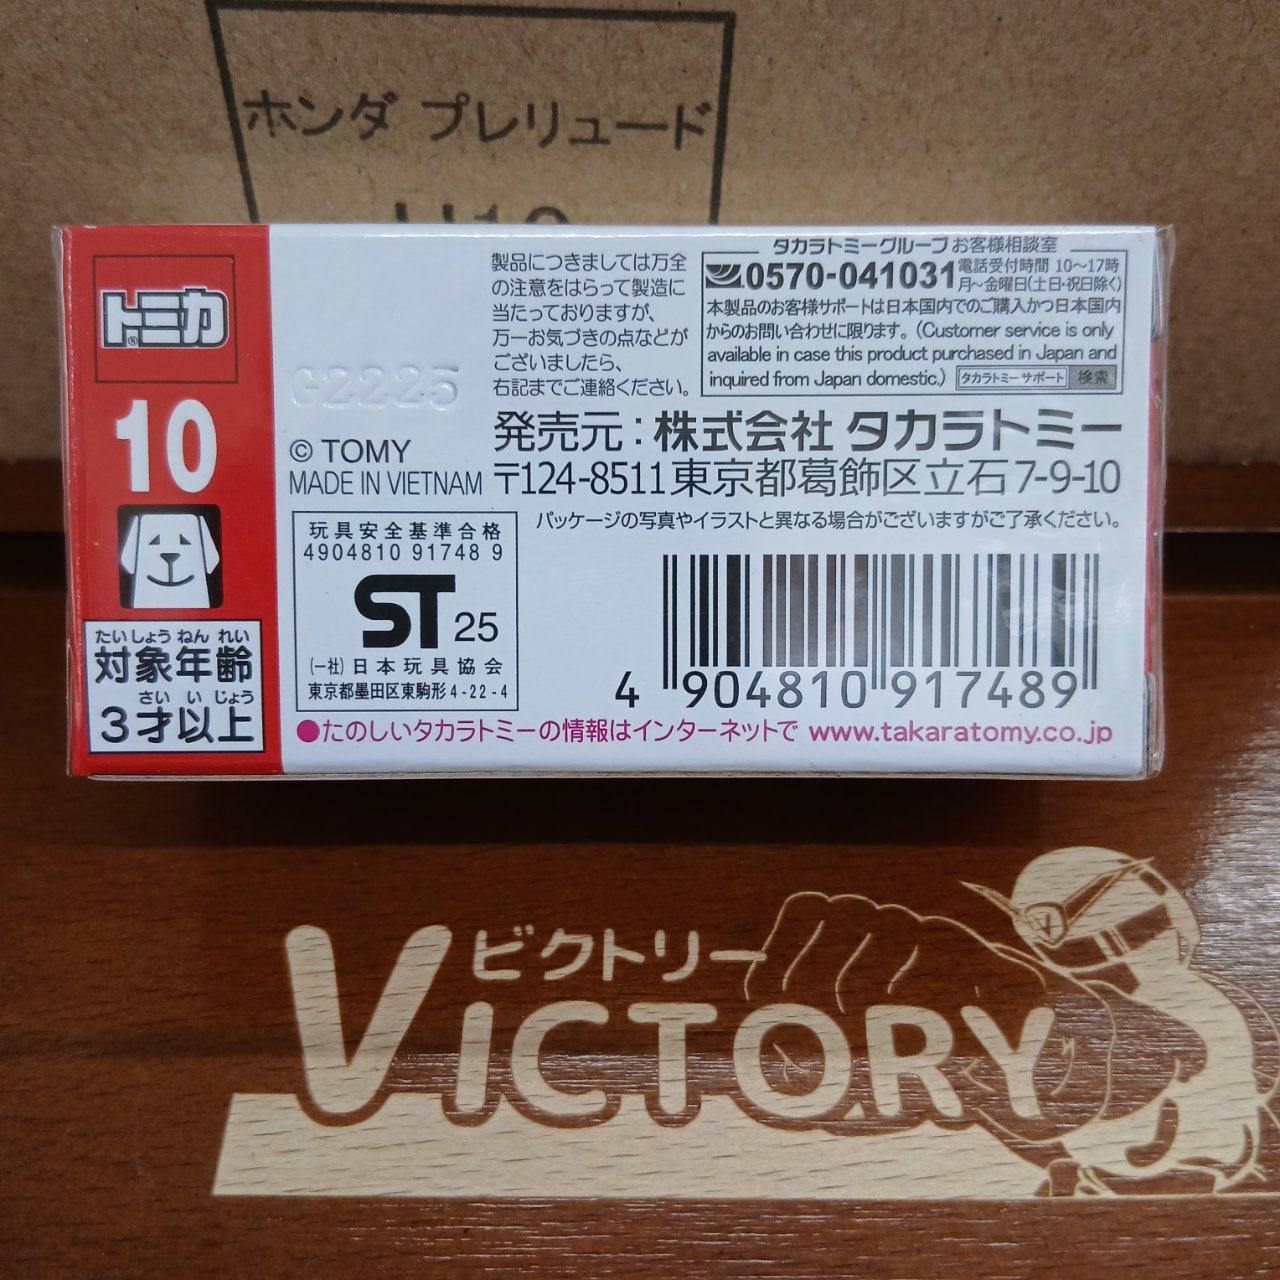 ホンダ プレリュード
トミカ®
10
たいしょうねんれい
対象年齢
さい いじょう
3才以上
G2225
© TOMY
MADE IN VIETNAM
玩具安全基準合格
4904810 91748 9
ST 25
(一社)日本玩具協会
東京都墨田区東駒形4-22-4
製品につきましては万全
の注意をはらって製造に
当たっておりますが、
万一お気づきの点などが
ございましたら、
右記までご連絡ください。
タカラトミーグループお客様相談室
0570-041031 電話受付時間 10〜17時
月〜金曜日(土日・祝日除く)
本製品のお客様サポートは日本国内でのご購入かつ日本国内
からのお問い合わせに限ります。(Customer service is only
available in case this product purchased in Japan and
inquired from Japan domestic.) タカラトミーサポート 検索
発売元:株式会社 タカラトミー
〒124-8511東京都葛飾区立石7-9-10
パッケージの写真やイラストと異なる場合がございますがご了承ください。
4 904810 917489
●たのしいタカラトミーの情報はインターネットで www.takaratomy.co.jp
ビクトリー
VICTORY